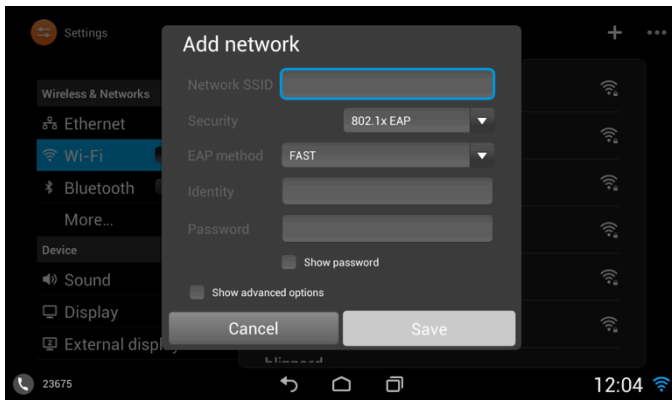 Settings
Add network
Network SSID
Wireless & Networks
Ethernet
Security
802.1x EAP
Wi-Fi
EAP method
FAST
Bluetooth
Identity
More...
Password
Device
Show password
Sound
Show advanced options
Display
Cancel
Save
External displ
23675
12:04